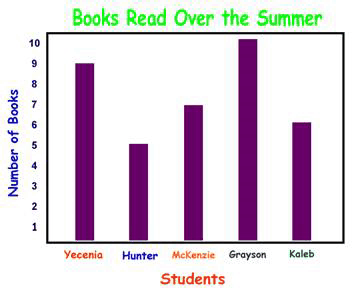 Books Read Over the Summer
Number of Books
10
9
8
7
6
5
4
3
2
1
Yecenia Hunter McKenzie Grayson Kaleb
Students